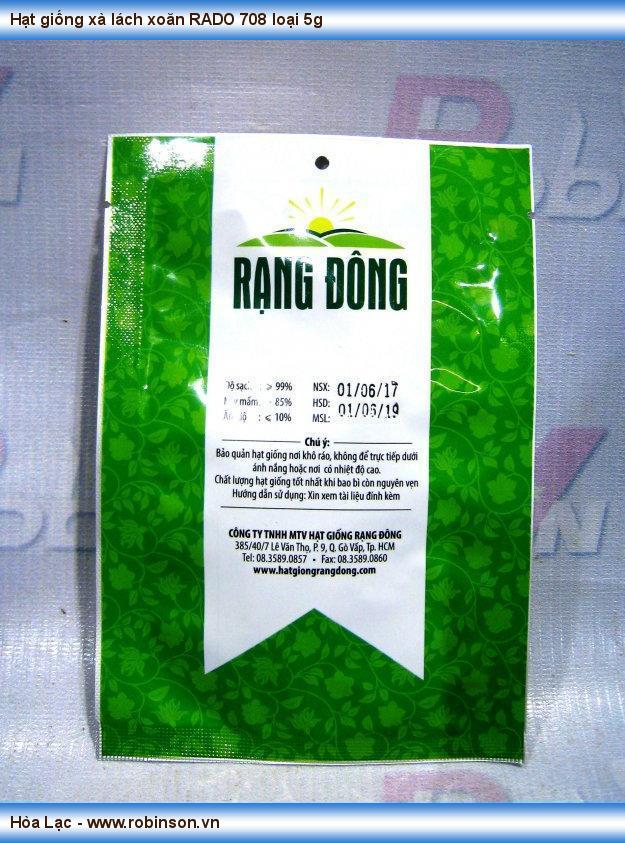 Hạt giống xà lách xoăn RADO 708 loại 5g
RẠNG ĐÔNG
Độ sạch : ≥ 99% NSX: 01/06/17
85% HSD: 01/06/19
: ≤ 10% MSL:
Chú ý:
Bảo quản hạt giống nơi khô ráo, không để trực tiếp dưới
ánh nắng hoặc nơi có nhiệt độ cao.
Chất lượng hạt giống tốt nhất khi bao bì còn nguyên vẹn
Hướng dẫn sử dụng: Xin xem tài liệu đính kèm
CÔNG TY TNHH MTV HẠT GIỐNG RẠNG ĐÔNG
385/40/7 Lê Văn Thọ, P. 9, Q. Gò Vấp, Tp. HCM
Tel: 08.3589.0857 • Fax: 08.3589.0860
www.hatgiongrangdong.com
Hòa Lạc - www.robinson.vn